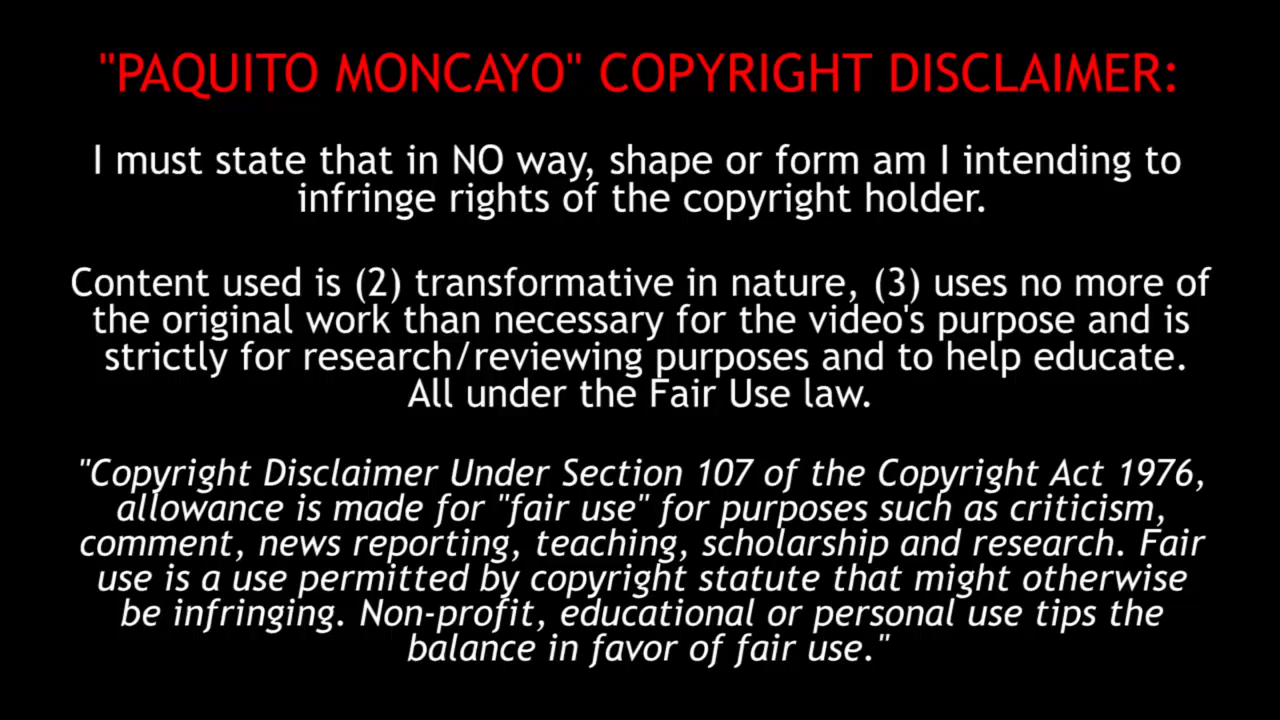 "PAQUITO MONCAYO" COPYRIGHT DISCLAIMER:
I must state that in NO way, shape or form am I intending to
infringe rights of the copyright holder.
Content used is (2) transformative in nature, (3) uses no more of
the original work than necessary for the video's purpose and is
strictly for research/reviewing purposes and to help educate.
All under the Fair Use law.
"Copyright Disclaimer Under Section 107 of the Copyright Act 1976,
allowance is made for "fair use" for purposes such as criticism,
comment, news reporting, teaching, scholarship and research. Fair
use is a use permitted by copyright statute that might otherwise
be infringing. Non-profit, educational or personal use tips the
balance in favor of fair use."